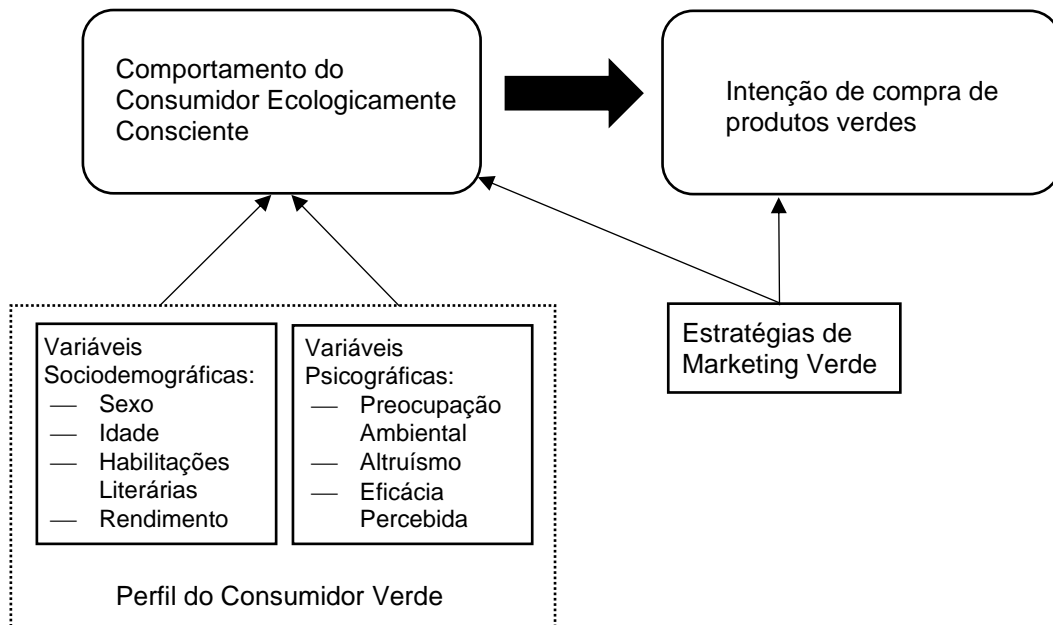 Comportamento do
Consumidor Ecologicamente
Consciente
Intenção de compra de
produtos verdes
Estratégias de
Marketing Verde
Variáveis
Sociodemográficas:
— Sexo
— Idade
— Habilitações
Literárias
— Rendimento
Variáveis
Psicográficas:
— Preocupação
Ambiental
— Altruísmo
— Eficácia
Percebida
Perfil do Consumidor Verde